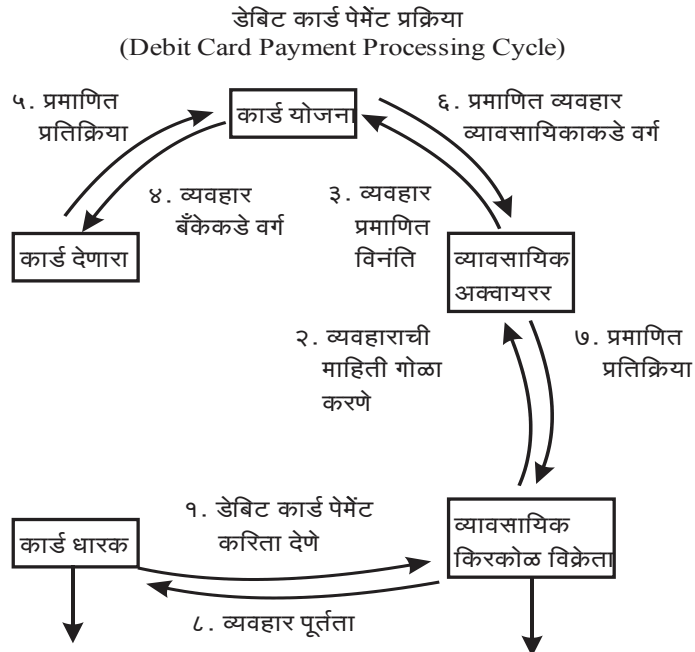 डेबिट कार्ड पेमेंट प्रक्रिया
(Debit Card Payment Processing Cycle)
५. प्रमाणित
प्रतिक्रिया
कार्ड योजना
६. प्रमाणित व्यवहार
व्यावसायिकाकडे वर्ग
४. व्यवहार
बँकेकडे वर्ग
३. व्यवहार
प्रमाणित
विनंति
कार्ड देणारा
व्यावसायिक
अक्वायरर
२. व्यवहाराची
माहिती गोळा
करणे
७. प्रमाणित
प्रतिक्रिया
कार्ड धारक
१. डेबिट कार्ड पेमेंट
करिता देणे
व्यावसायिक
किरकोळ विक्रेता
८. व्यवहार पूर्तता